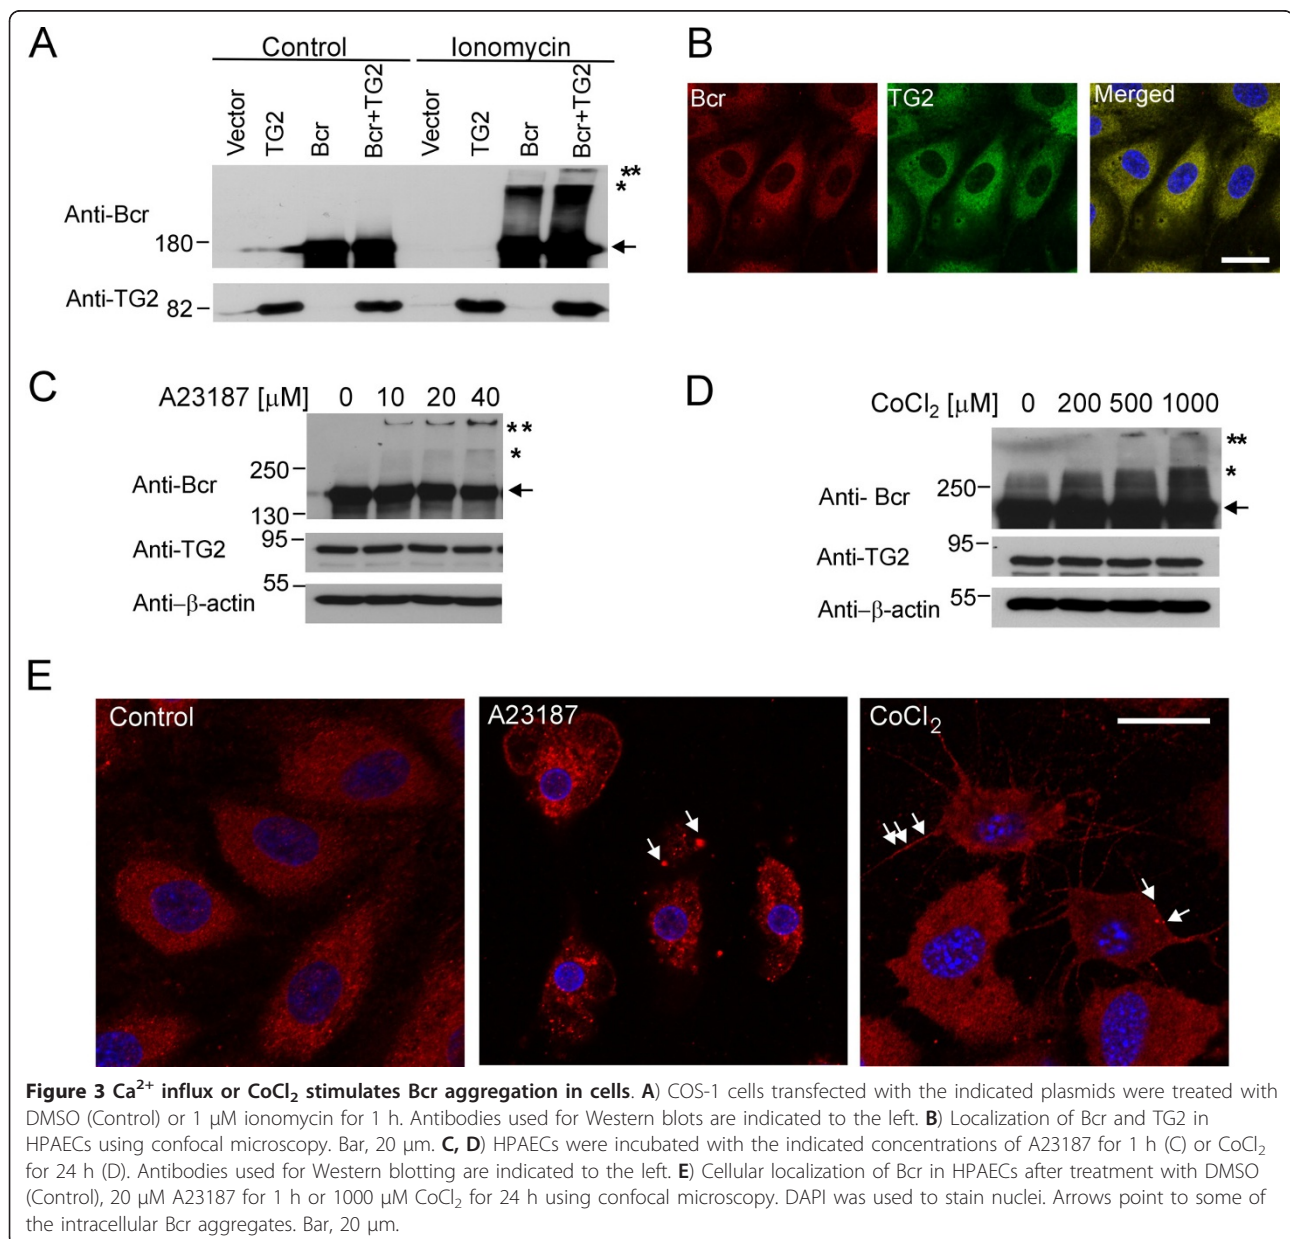 A
Control Ionomycin
Vector TG2 Bcr Bcr+TG2 Vector TG2 Bcr Bcr+TG2
**
*
Anti-Bcr
180
Anti-TG2
82
B
Bcr
TG2
Merged
C
A23187 [μM] 0 10 20 40
**
*
250
Anti-Bcr
130
95
Anti-TG2
55
Anti–β-actin
D
CoCl₂ [μM] 0 200 500 1000
**
*
250
Anti- Bcr
95
Anti-TG2
55
Anti–β-actin
E
Control
A23187
CoCl₂
Figure 3 Ca²⁺ influx or CoCl₂ stimulates Bcr aggregation in cells. A) COS-1 cells transfected with the indicated plasmids were treated with
DMSO (Control) or 1 μM ionomycin for 1 h. Antibodies used for Western blots are indicated to the left. B) Localization of Bcr and TG2 in
HPAECs using confocal microscopy. Bar, 20 μm. C, D) HPAECs were incubated with the indicated concentrations of A23187 for 1 h (C) or CoCl₂
for 24 h (D). Antibodies used for Western blotting are indicated to the left. E) Cellular localization of Bcr in HPAECs after treatment with DMSO
(Control), 20 μM A23187 for 1 h or 1000 μM CoCl₂ for 24 h using confocal microscopy. DAPI was used to stain nuclei. Arrows point to some of
the intracellular Bcr aggregates. Bar, 20 μm.